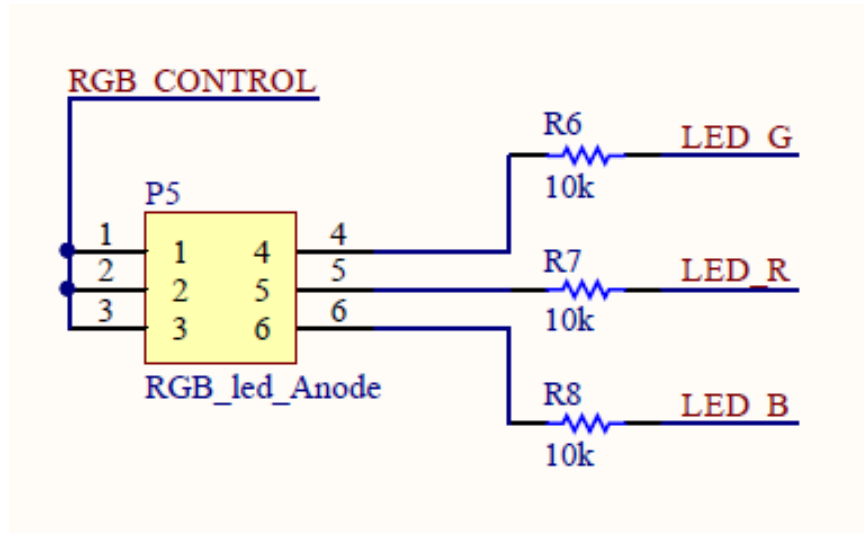 RGB_CONTROL
P5
1 1 4 4
2 2 5 5
3 3 6 6
RGB_led_Anode
R6
10k
LED_G
R7
10k
LED_R
R8
10k
LED_B